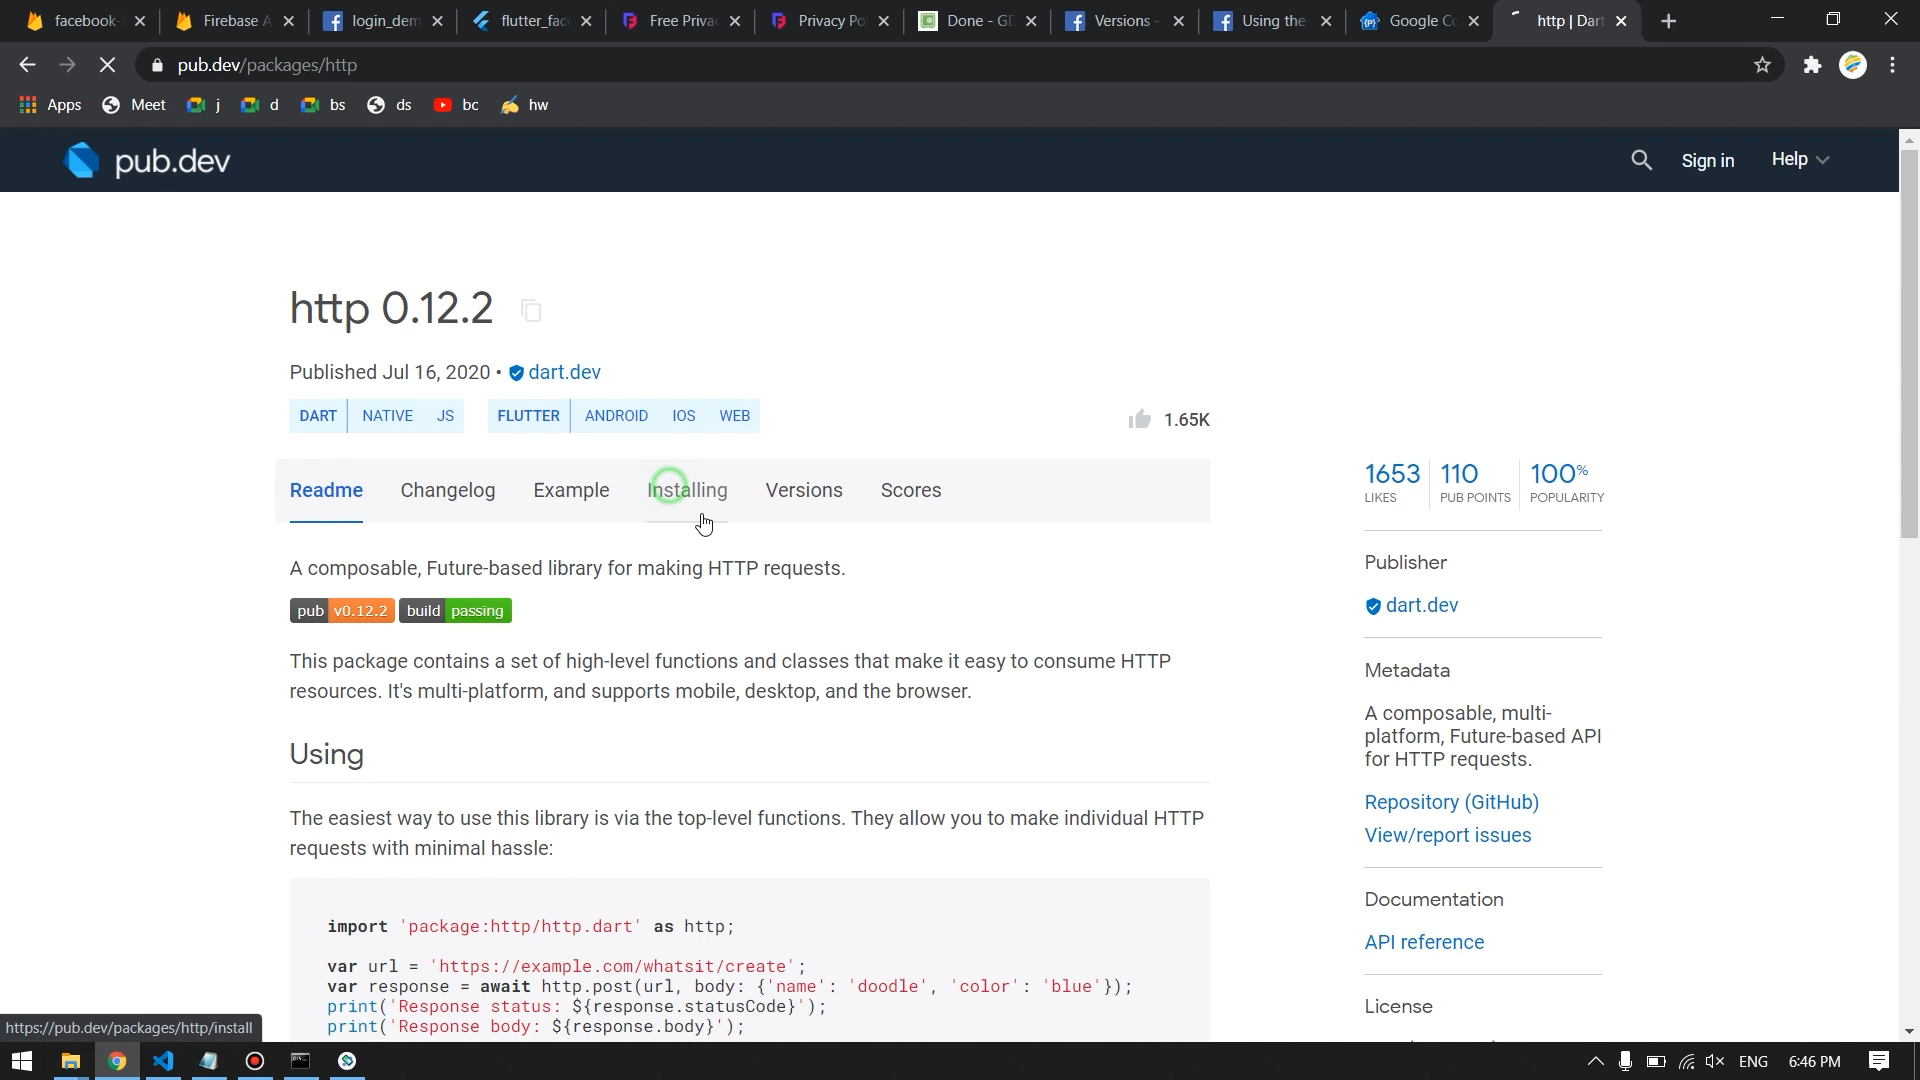 facebook-
Firebase A
login_dem
flutter_fac
Free Priva
Privacy Po
Done - GD
Versions -
Using the
Google Co
http | Dart
pub.dev/packages/http
Apps
Meet
j
d
bs
ds
bc
hw
pub.dev
Sign in
Help
http 0.12.2
Published Jul 16, 2020 • dart.dev
DART NATIVE JS FLUTTER ANDROID IOS WEB
1.65K
Readme Changelog Example Installing Versions Scores
A composable, Future-based library for making HTTP requests.
pub v0.12.2 build passing
This package contains a set of high-level functions and classes that make it easy to consume HTTP
resources. It's multi-platform, and supports mobile, desktop, and the browser.
Using
The easiest way to use this library is via the top-level functions. They allow you to make individual HTTP
requests with minimal hassle:
import 'package:http/http.dart' as http;
var url = 'https://example.com/whatsit/create';
var response = await http.post(url, body: {'name': 'doodle', 'color': 'blue'});
print('Response status: ${response.statusCode}');
print('Response body: ${response.body}');
1653 110 100%
LIKES PUB POINTS POPULARITY
Publisher
dart.dev
Metadata
A composable, multi-
platform, Future-based API
for HTTP requests.
Repository (GitHub)
View/report issues
Documentation
API reference
License
https://pub.dev/packages/http/install
ENG
6:46 PM